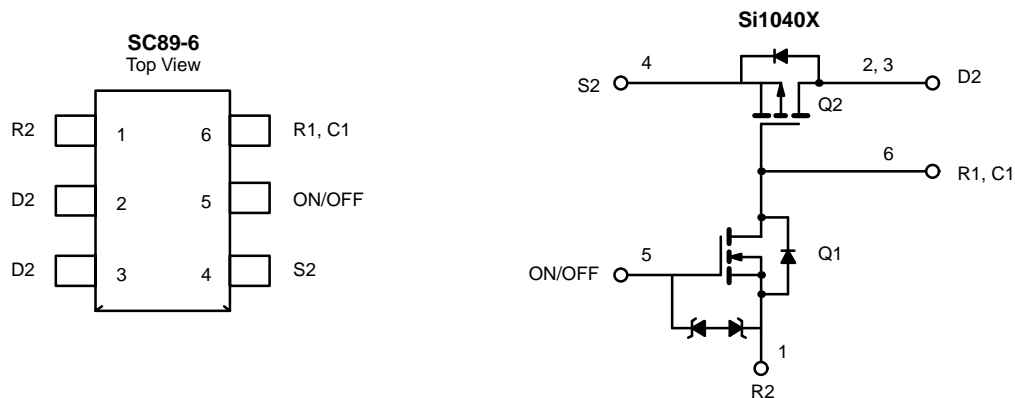 SC89-6
Top View
R2 1 6 R1, C1
D2 2 5 ON/OFF
D2 3 4 S2
Si1040X
4 2, 3
S2 D2
Q2
6
R1, C1
5 Q1
ON/OFF
1
R2